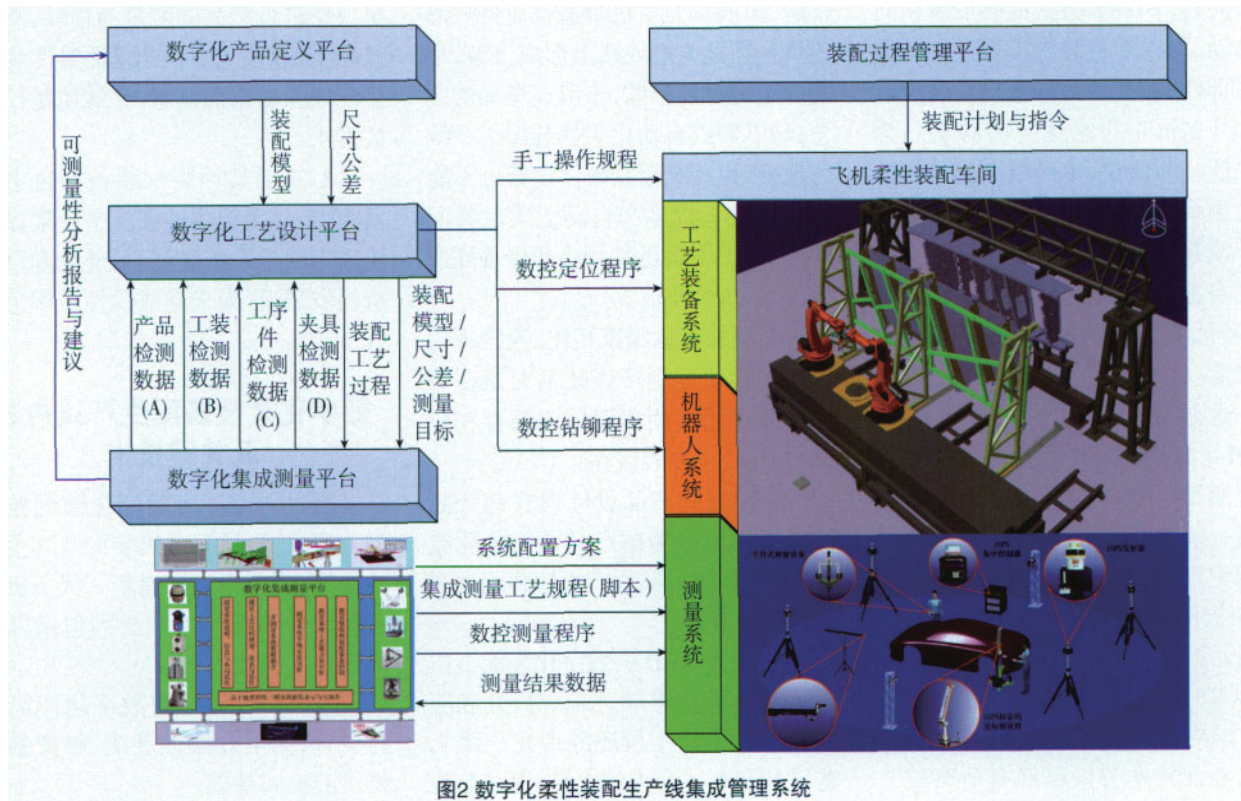 数字化产品定义平台
装配过程管理平台
装配模型
尺寸公差
装配计划与指令
可测量性分析报告与建议
手工操作规程
飞机柔性装配车间
数字化工艺设计平台
工艺装备系统
数控定位程序
产品检测数据(A)
工装检测数据(B)
工序件检测数据(C)
夹具检测数据(D)
装配工艺过程
装配模型/尺寸/公差/测量目标
机器人系统
数控钻铆程序
数字化集成测量平台
系统配置方案
数字化集成测量平台
集成测量工艺规程(脚本)
数控测量程序
测量结果数据
测量系统
图2 数字化柔性装配生产线集成管理系统